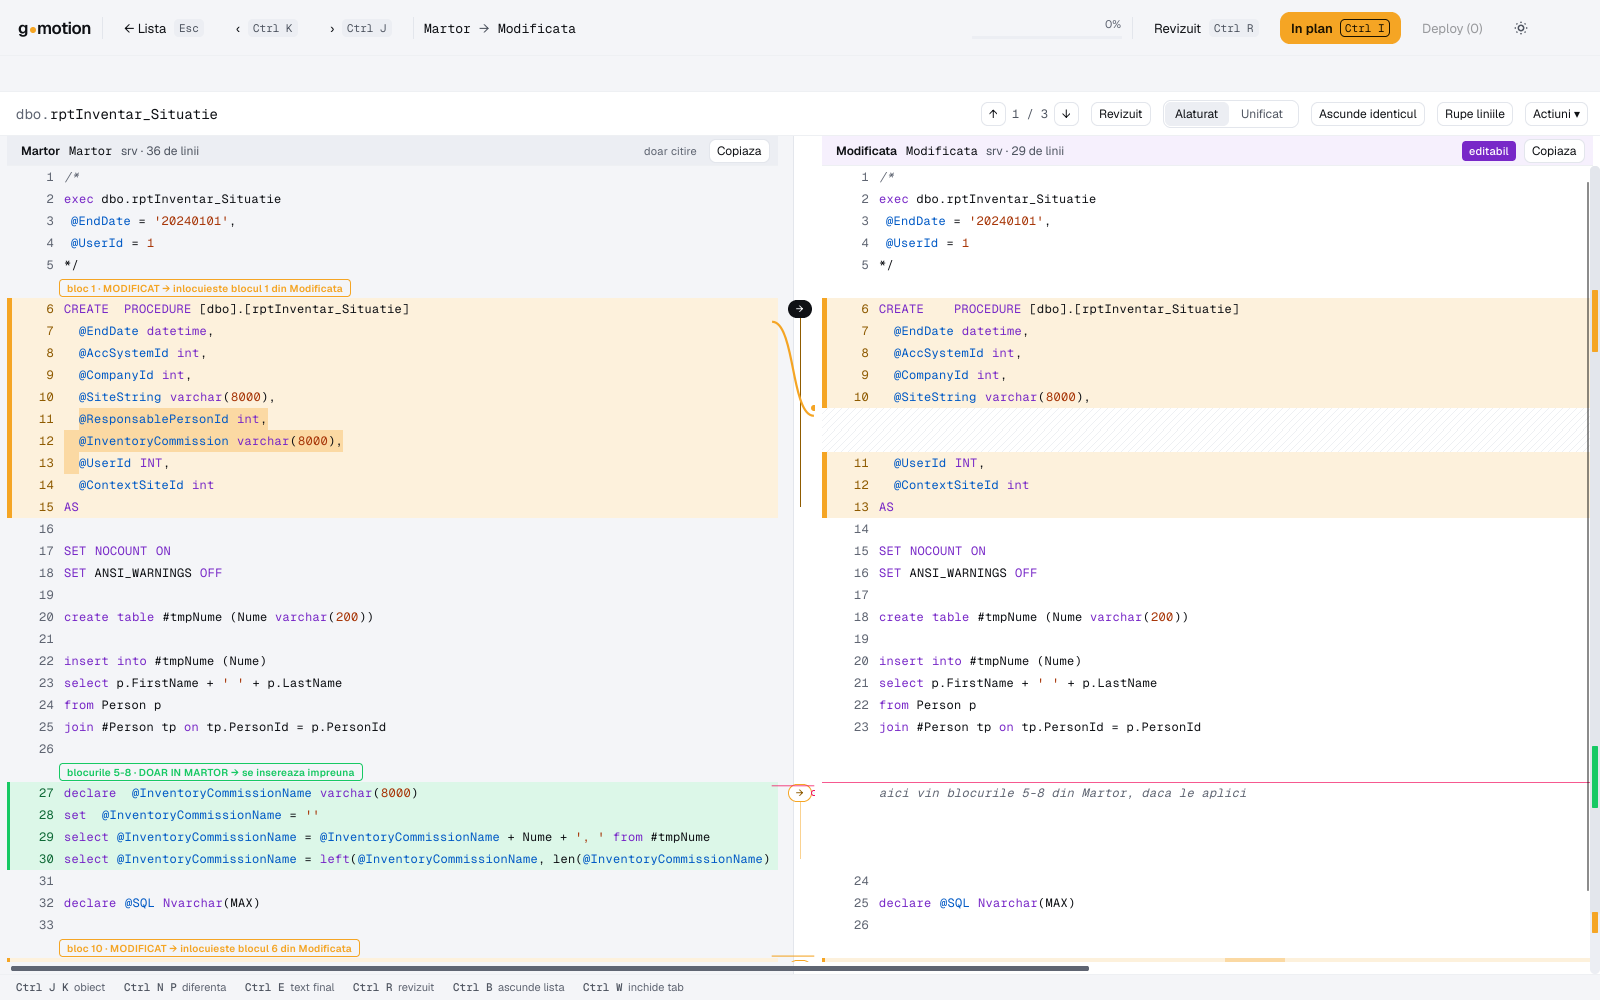 g•motion ← Lista Esc ‹ Ctrl K › Ctrl J Martor → Modificata 0% Revizuit Ctrl R In plan Ctrl I Deploy (0)
dbo.rptInventar_Situatie ↑ 1 / 3 ↓ Revizuit Alaturat Unificat Ascunde identicul Rupe liniile Actiuni ▾
Martor Martor srv · 36 de linii doar citire Copiaza
1 /*
2 exec dbo.rptInventar_Situatie
3 @EndDate = '20240101',
4 @UserId = 1
5 */
bloc 1 · MODIFICAT → inlocuieste blocul 1 din Modificata
6 CREATE  PROCEDURE [dbo].[rptInventar_Situatie]
7 @EndDate datetime,
8 @AccSystemId int,
9 @CompanyId int,
10 @SiteString varchar(8000),
11 @ResponsablePersonId int,
12 @InventoryCommission varchar(8000),
13 @UserId INT,
14 @ContextSiteId int
15 AS
16
17 SET NOCOUNT ON
18 SET ANSI_WARNINGS OFF
19
20 create table #tmpNume (Nume varchar(200))
21
22 insert into #tmpNume (Nume)
23 select p.FirstName + ' ' + p.LastName
24 from Person p
25 join #Person tp on tp.PersonId = p.PersonId
26
blocurile 5-8 · DOAR IN MARTOR → se insereaza impreuna
27 declare  @InventoryCommissionName varchar(8000)
28 set  @InventoryCommissionName = ''
29 select @InventoryCommissionName = @InventoryCommissionName + Nume + ', ' from #tmpNume
30 select @InventoryCommissionName = left(@InventoryCommissionName, len(@InventoryCommissionName)
31
32 declare @SQL Nvarchar(MAX)
33
bloc 10 · MODIFICAT → inlocuieste blocul 6 din Modificata
→
→
Modificata Modificata srv · 29 de linii editabil Copiaza
1 /*
2 exec dbo.rptInventar_Situatie
3 @EndDate = '20240101',
4 @UserId = 1
5 */
6 CREATE    PROCEDURE [dbo].[rptInventar_Situatie]
7 @EndDate datetime,
8 @AccSystemId int,
9 @CompanyId int,
10 @SiteString varchar(8000),
11 @UserId INT,
12 @ContextSiteId int
13 AS
14
15 SET NOCOUNT ON
16 SET ANSI_WARNINGS OFF
17
18 create table #tmpNume (Nume varchar(200))
19
20 insert into #tmpNume (Nume)
21 select p.FirstName + ' ' + p.LastName
22 from Person p
23 join #Person tp on tp.PersonId = p.PersonId
aici vin blocurile 5-8 din Martor, daca le aplici
24
25 declare @SQL Nvarchar(MAX)
26
Ctrl J K obiect Ctrl N P diferenta Ctrl E text final Ctrl R revizuit Ctrl B ascunde lista Ctrl W inchide tab